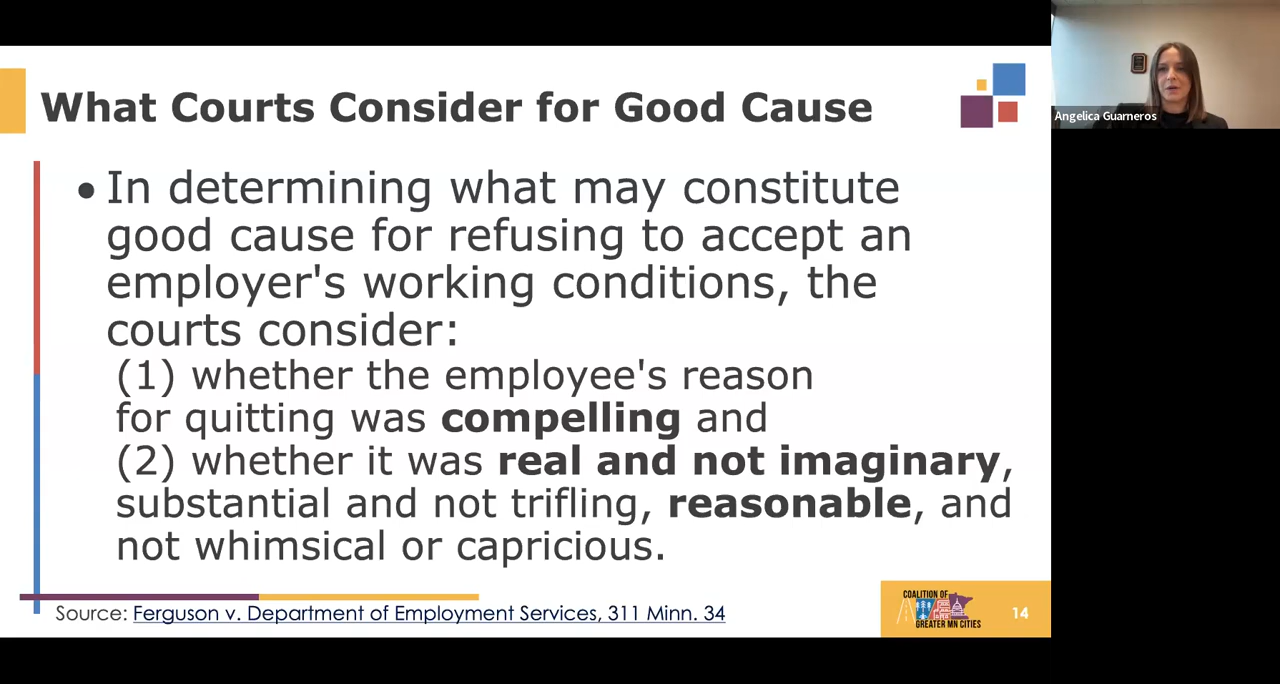 What Courts Consider for Good Cause
Angelica Guarneros
• In determining what may constitute
good cause for refusing to accept an
employer's working conditions, the
courts consider:
(1) whether the employee's reason
for quitting was compelling and
(2) whether it was real and not imaginary,
substantial and not trifling, reasonable, and
not whimsical or capricious.
Source: Ferguson v. Department of Employment Services, 311 Minn. 34
COALITION OF
GREATER MN CITIES
14